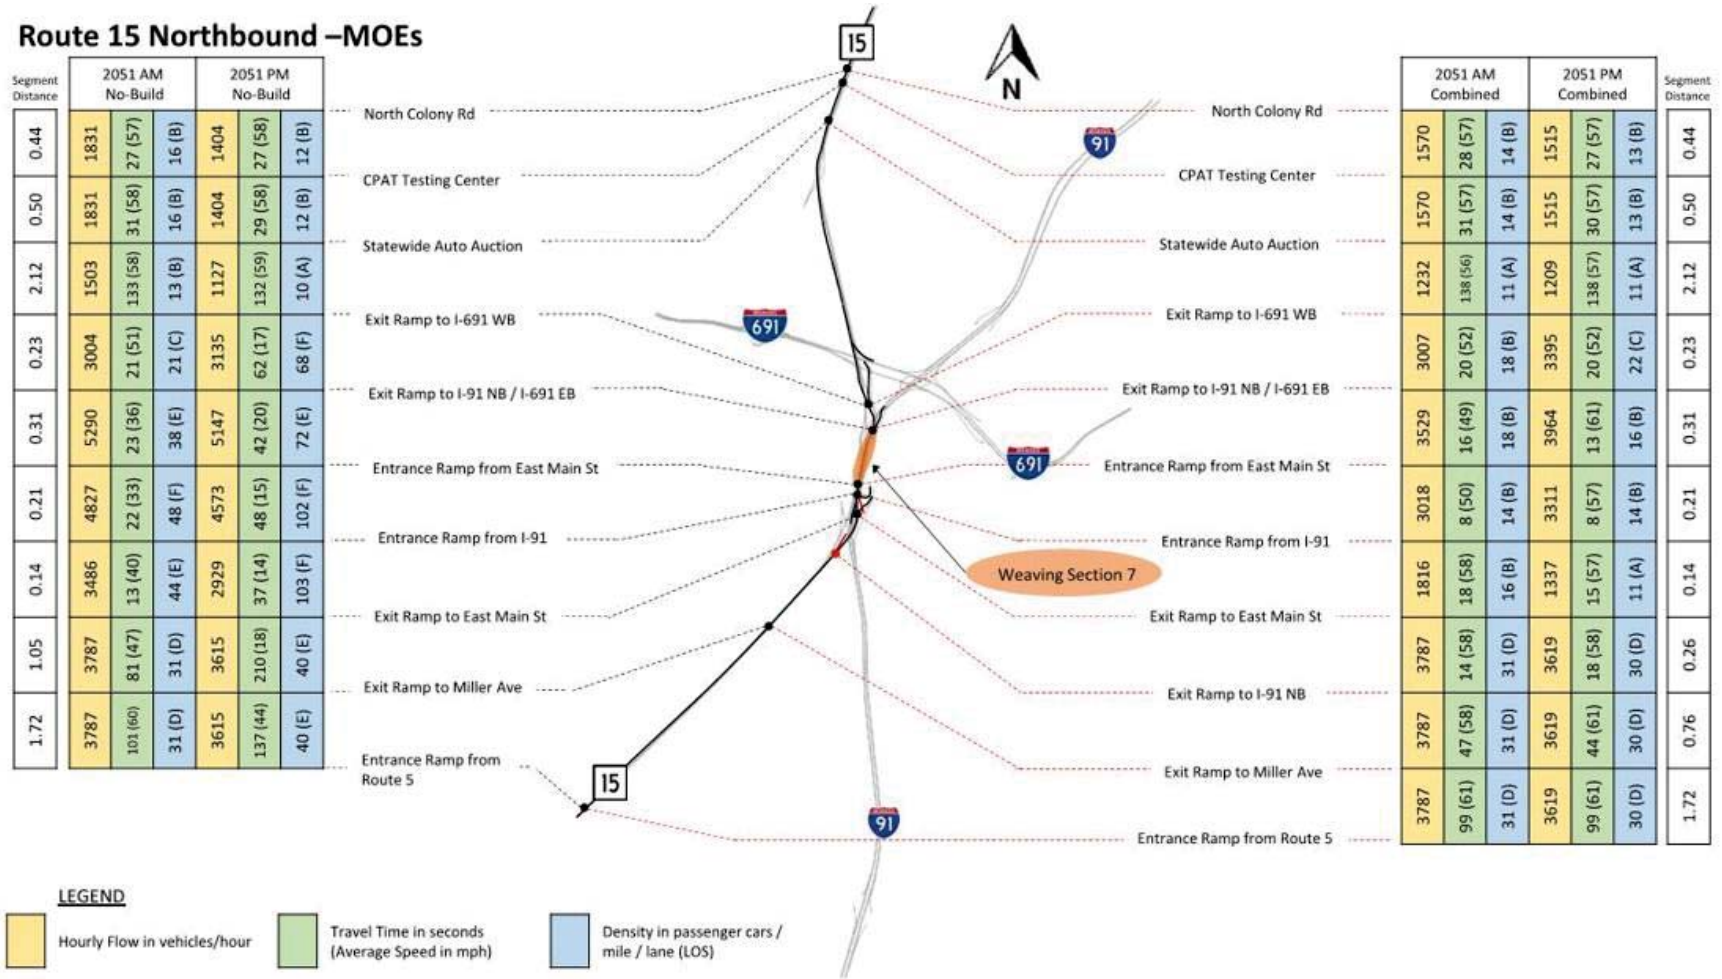 Route 15 Northbound –MOEs
Segment
Distance
2051 AM
No-Build
2051 PM
No-Build
0.44
1831
27 (57)
16 (B)
1404
27 (58)
12 (B)
0.50
1831
31 (58)
16 (B)
1404
29 (58)
12 (B)
2.12
1503
133 (58)
13 (B)
1127
132 (59)
10 (A)
0.23
3004
21 (51)
21 (C)
3135
62 (17)
68 (F)
0.31
5290
23 (36)
38 (E)
5147
42 (20)
72 (E)
0.21
4827
22 (33)
48 (F)
4573
48 (15)
102 (F)
0.14
3486
13 (40)
44 (E)
2929
37 (14)
103 (F)
1.05
3787
81 (47)
31 (D)
3615
210 (18)
40 (E)
1.72
3787
101 (60)
31 (D)
3615
137 (44)
40 (E)
North Colony Rd
CPAT Testing Center
Statewide Auto Auction
Exit Ramp to I-691 WB
Exit Ramp to I-91 NB / I-691 EB
Entrance Ramp from East Main St
Entrance Ramp from I-91
Exit Ramp to East Main St
Exit Ramp to Miller Ave
Entrance Ramp from
Route 5
15
N
91
691
691
Weaving Section 7
15
91
North Colony Rd
CPAT Testing Center
Statewide Auto Auction
Exit Ramp to I-691 WB
Exit Ramp to I-91 NB / I-691 EB
Entrance Ramp from East Main St
Entrance Ramp from I-91
Exit Ramp to East Main St
Exit Ramp to I-91 NB
Exit Ramp to Miller Ave
Entrance Ramp from Route 5
2051 AM
Combined
2051 PM
Combined
Segment
Distance
1570
28 (57)
14 (B)
1515
27 (57)
13 (B)
0.44
1570
31 (57)
14 (B)
1515
30 (57)
13 (B)
0.50
1232
138 (56)
11 (A)
1209
138 (57)
11 (A)
2.12
3007
20 (52)
18 (B)
3395
20 (52)
22 (C)
0.23
3529
16 (49)
18 (B)
3964
13 (61)
16 (B)
0.31
3018
8 (50)
14 (B)
3311
8 (57)
14 (B)
0.21
1816
18 (58)
16 (B)
1337
15 (57)
11 (A)
0.14
3787
14 (58)
31 (D)
3619
18 (58)
30 (D)
0.26
3787
47 (58)
31 (D)
3619
44 (61)
30 (D)
0.76
3787
99 (61)
31 (D)
3619
99 (61)
30 (D)
1.72
LEGEND
Hourly Flow in vehicles/hour
Travel Time in seconds
(Average Speed in mph)
Density in passenger cars /
mile / lane (LOS)